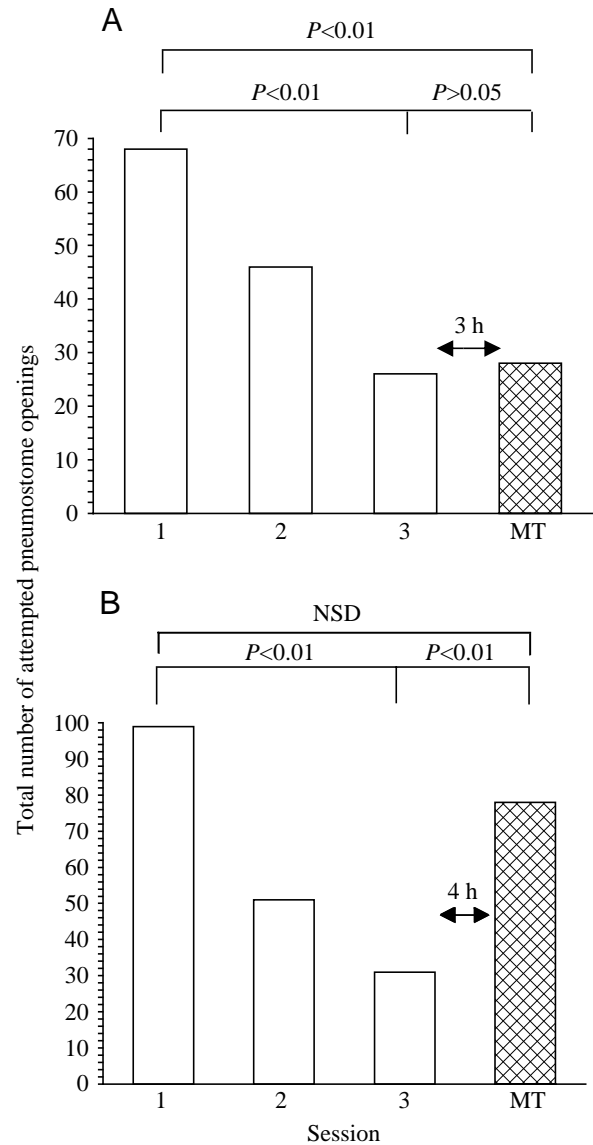 A
P<0.01
P<0.01 P>0.05
70
60
50
40
30
20
10
0
3 h
1 2 3 MT
Total number of attempted pneumostome openings
B
NSD
P<0.01 P<0.01
100
90
80
70
60
50
40
30
20
10
0
4 h
1 2 3 MT
Session